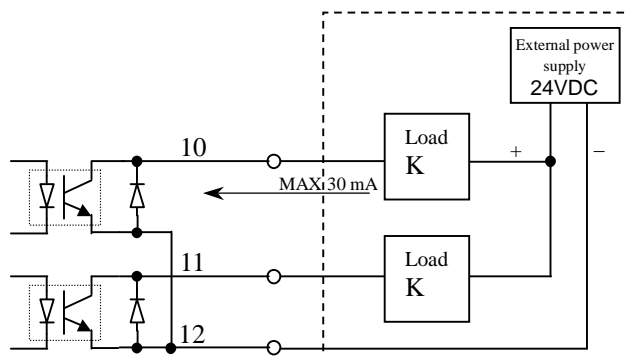 External power
supply
24VDC
Load
K
10
+
−
MAX 30 mA
11
Load
K
12